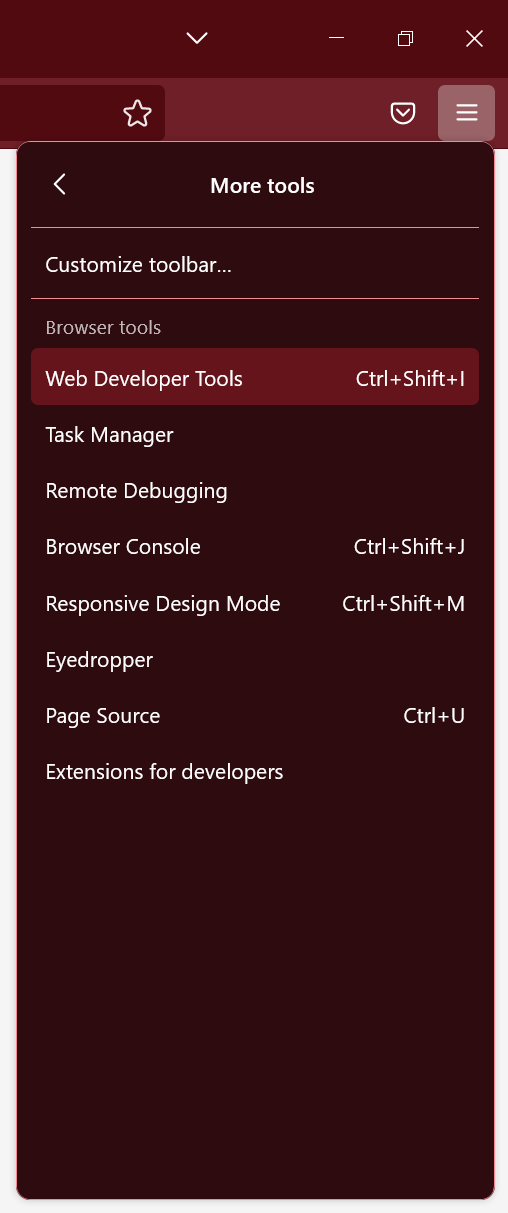 More tools
Customize toolbar...
Browser tools
Web Developer Tools Ctrl+Shift+I
Task Manager
Remote Debugging
Browser Console Ctrl+Shift+J
Responsive Design Mode Ctrl+Shift+M
Eyedropper
Page Source Ctrl+U
Extensions for developers